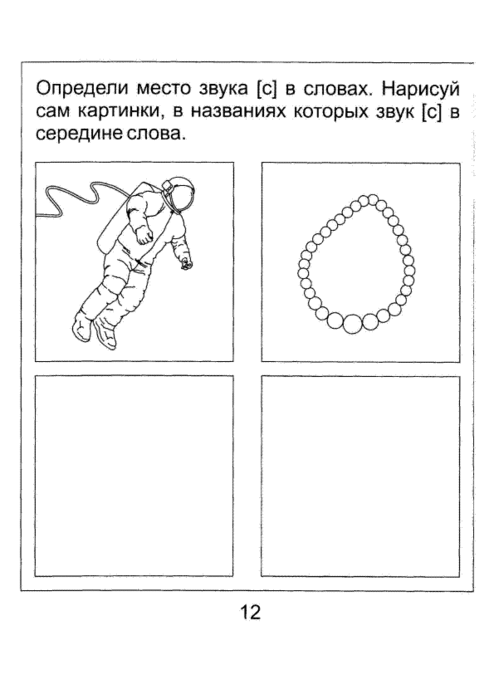 Определи место звука [с] в словах. Нарисуй
сам картинки, в названиях которых звук [с] в
середине слова.
12